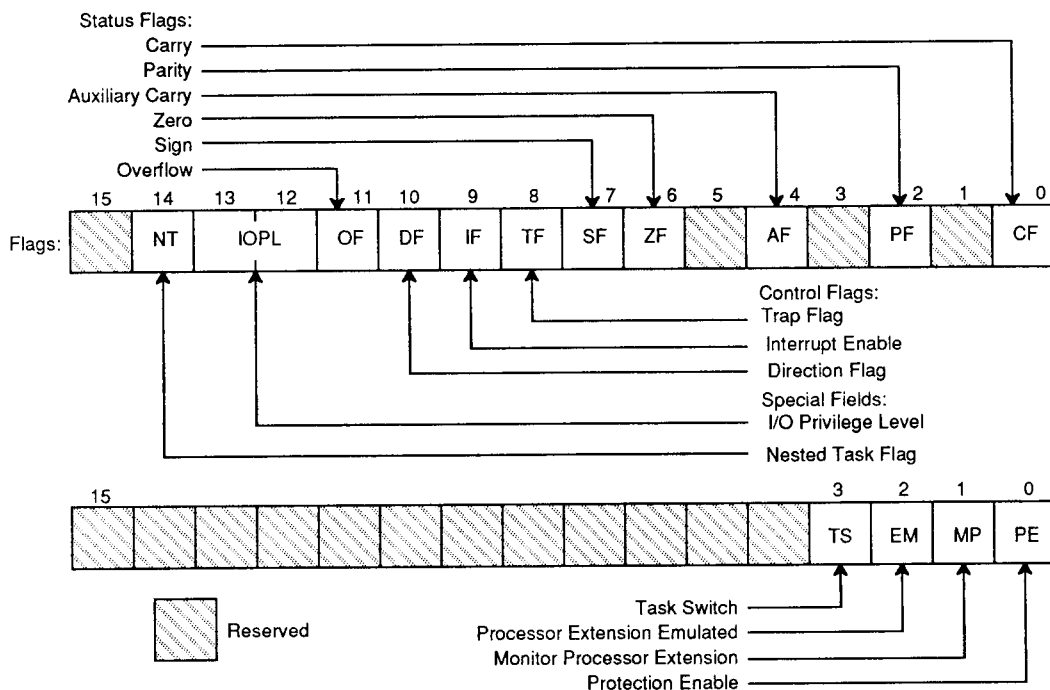 Status Flags:
Carry
Parity
Auxiliary Carry
Zero
Sign
Overflow
15 14 13 12 11 10 9 8 7 6 5 4 3 2 1 0
Flags: NT IOPL OF DF IF TF SF ZF AF PF CF
Control Flags:
Trap Flag
Interrupt Enable
Direction Flag
Special Fields:
I/O Privilege Level
Nested Task Flag
15 3 2 1 0
TS EM MP PE
Task Switch
Processor Extension Emulated
Monitor Processor Extension
Protection Enable
Reserved